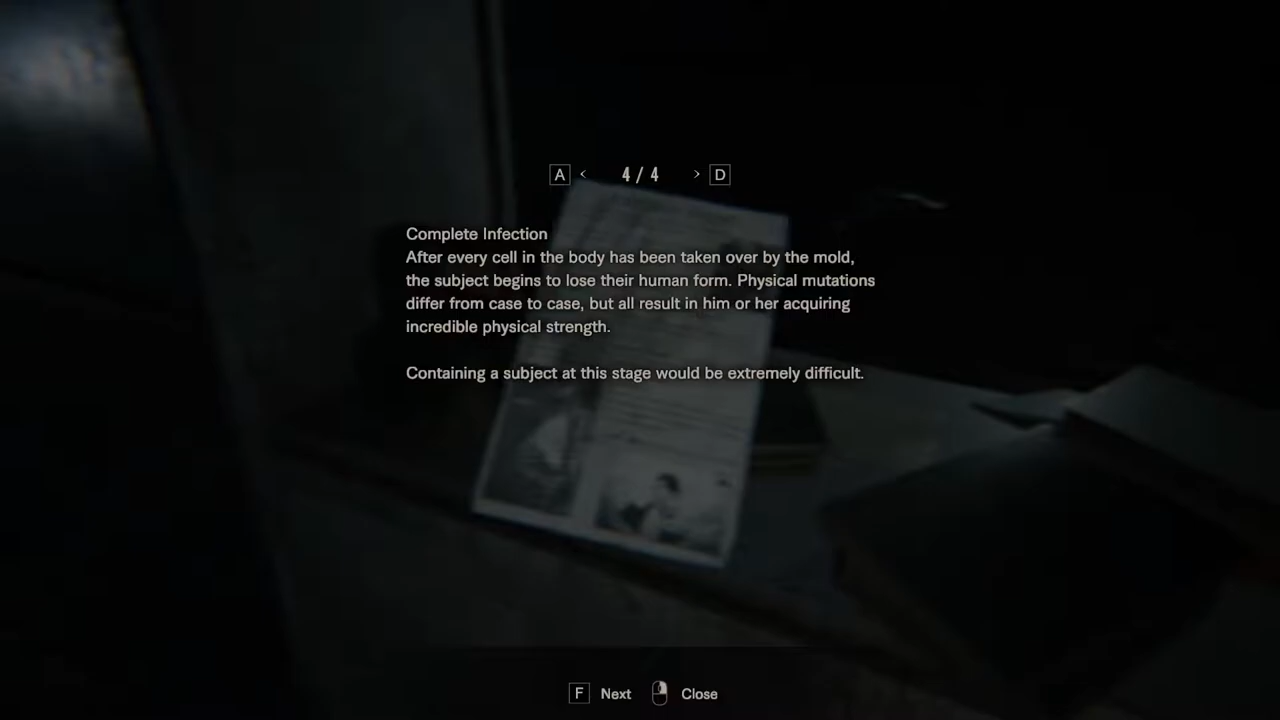 A < 4 / 4 > D
Complete Infection
After every cell in the body has been taken over by the mold,
the subject begins to lose their human form. Physical mutations
differ from case to case, but all result in him or her acquiring
incredible physical strength.
Containing a subject at this stage would be extremely difficult.
F Next Close